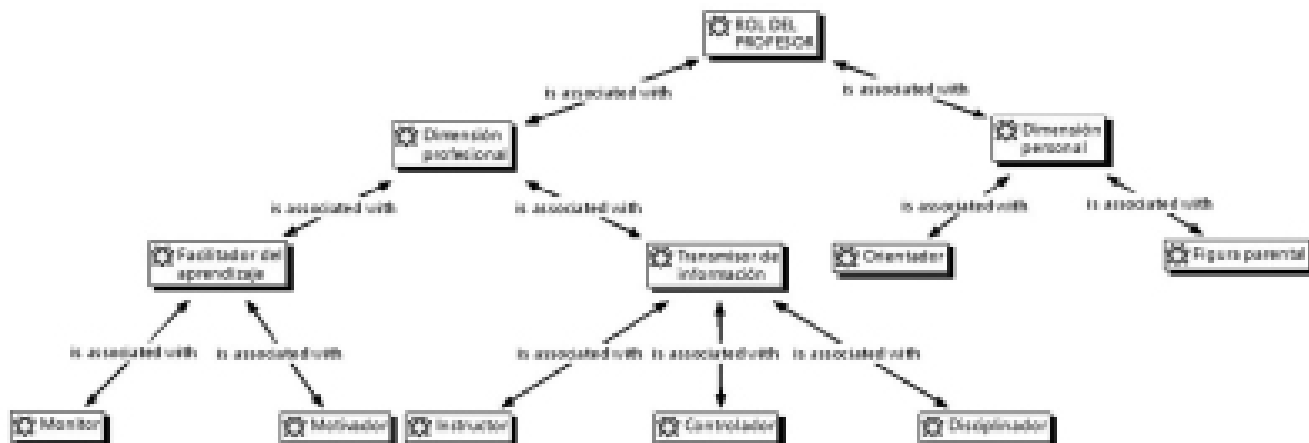 ROL DEL
PROFESOR
is associated with
is associated with
Dimensión
profesional
Dimensión
personal
is associated with
is associated with
is associated with
is associated with
Facilitador del
aprendizaje
Transmisor de
información
Orientador
Figura parental
is associated with
is associated with
is associated with
is associated with
is associated with
Monitor
Motivador
Instructor
Controlador
Disciplinador